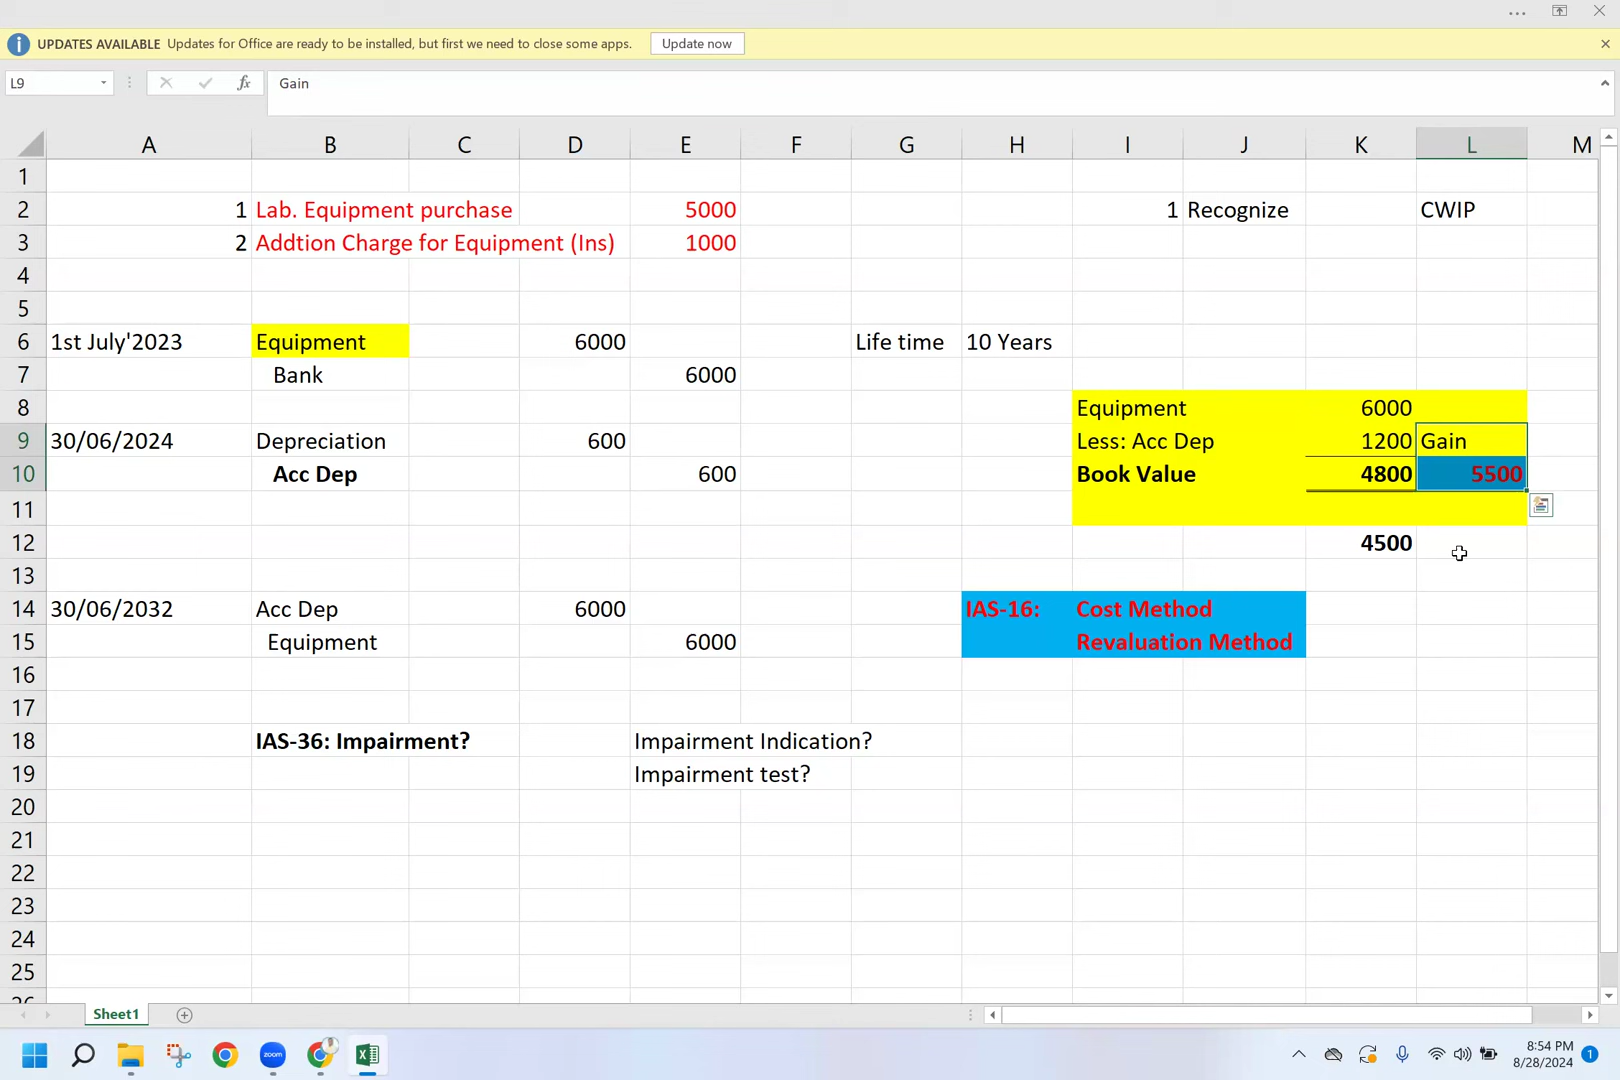 UPDATES AVAILABLE Updates for Office are ready to be installed, but first we need to close some apps. Update now
L9 fx Gain
A B C D E F G H I J K L M
1
2 1 Lab. Equipment purchase 5000 1 Recognize CWIP
3 2 Addtion Charge for Equipment (Ins) 1000
4
5
6 1st July'2023 Equipment 6000 Life time 10 Years
7 Bank 6000
8 Equipment 6000
9 30/06/2024 Depreciation 600 Less: Acc Dep 1200 Gain
10 Acc Dep 600 Book Value 4800 5500
11
12 4500
13
14 30/06/2032 Acc Dep 6000 IAS-16: Cost Method
15 Equipment 6000 Revaluation Method
16
17
18 IAS-36: Impairment? Impairment Indication?
19 Impairment test?
20
21
22
23
24
25
26
Sheet1
zoom 8:54 PM
8/28/2024 1